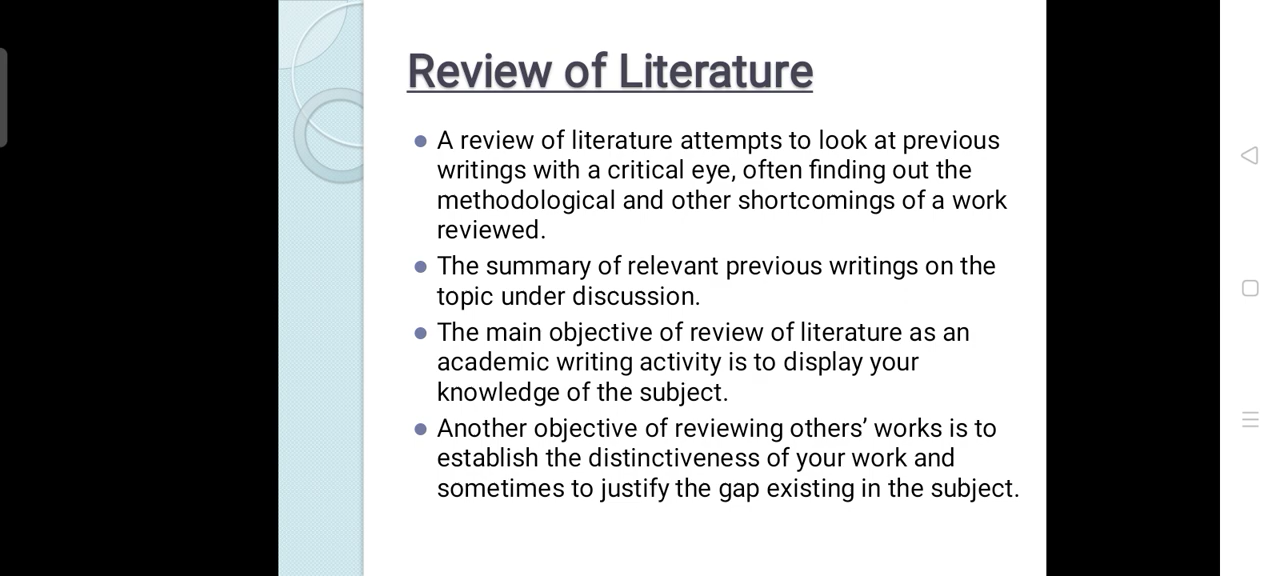 Review of Literature
A review of literature attempts to look at previous
writings with a critical eye, often finding out the
methodological and other shortcomings of a work
reviewed.
The summary of relevant previous writings on the
topic under discussion.
The main objective of review of literature as an
academic writing activity is to display your
knowledge of the subject.
Another objective of reviewing others’ works is to
establish the distinctiveness of your work and
sometimes to justify the gap existing in the subject.